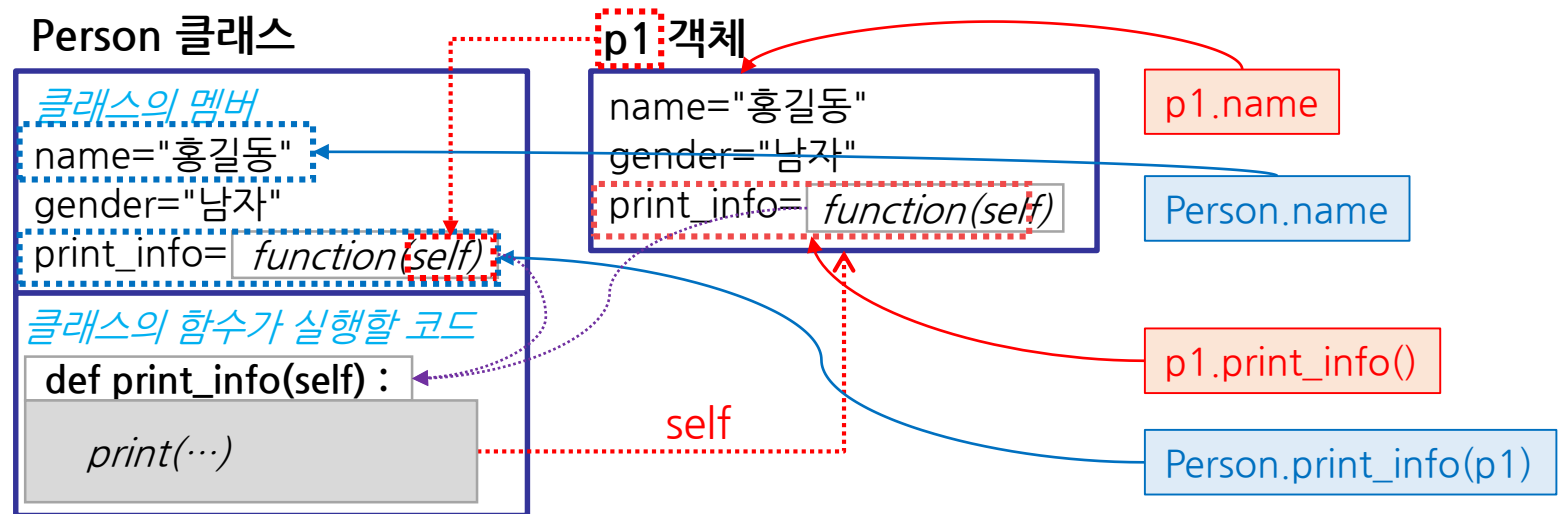 Person 클래스
클래스의 멤버
name="홍길동"
gender="남자"
print_info= function(self)
클래스의 함수가 실행할 코드
def print_info(self) :
print(…)
p1 객체
name="홍길동"
gender="남자"
print_info= function(self)
self
p1.name
Person.name
p1.print_info()
Person.print_info(p1)